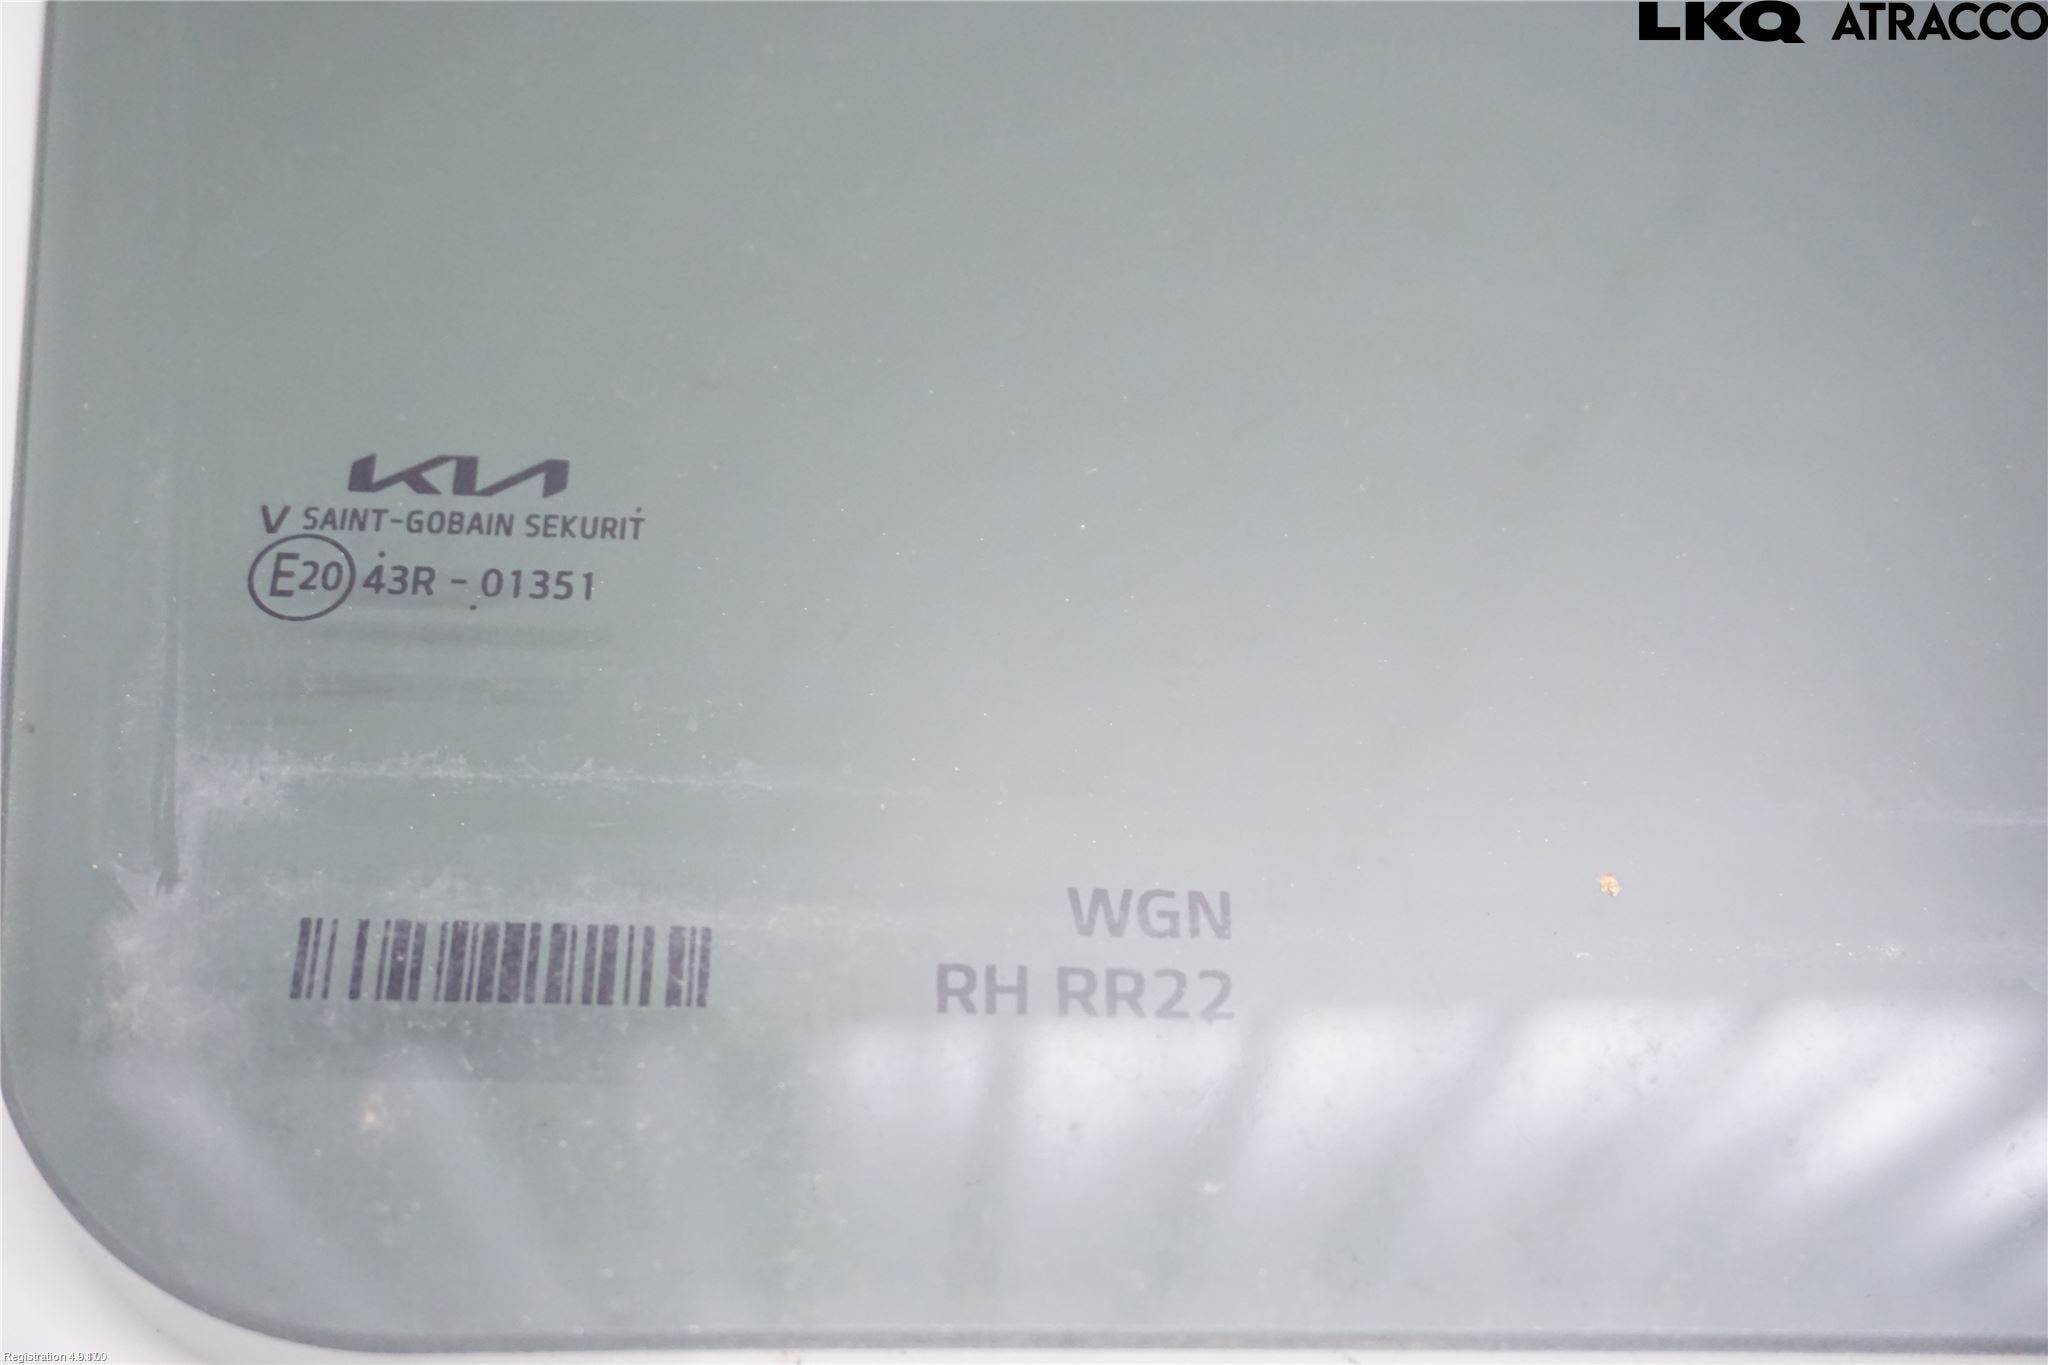 LKQ ATRACCO
KIA
V SAINT-GOBAIN SEKURIT
E20 43R - 01351
WGN
RH RR22